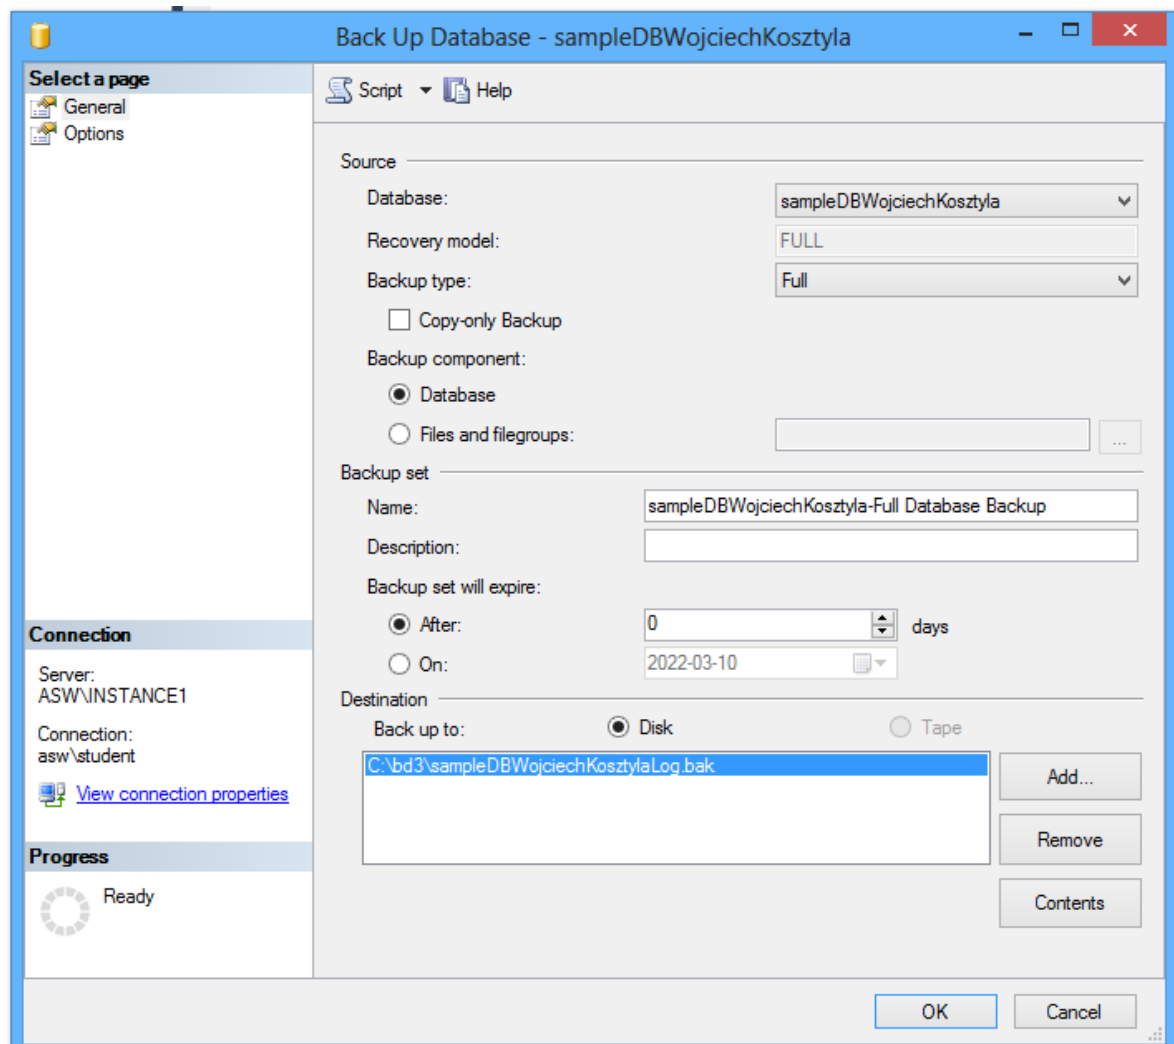 Back Up Database - sampleDBWojciechKosztyla
Select a page
General
Options
Script
Help
Source
Database:
sampleDBWojciechKosztyla
Recovery model:
FULL
Backup type:
Full
Copy-only Backup
Backup component:
Database
Files and filegroups:
...
Backup set
Name:
sampleDBWojciechKosztyla-Full Database Backup
Description:
Backup set will expire:
After:
0
days
On:
2022-03-10
Destination
Back up to:
Disk
Tape
C:\bd3\sampleDBWojciechKosztylaLog.bak
Add...
Remove
Contents
Connection
Server:
ASW\INSTANCE1
Connection:
asw\student
View connection properties
Progress
Ready
OK
Cancel